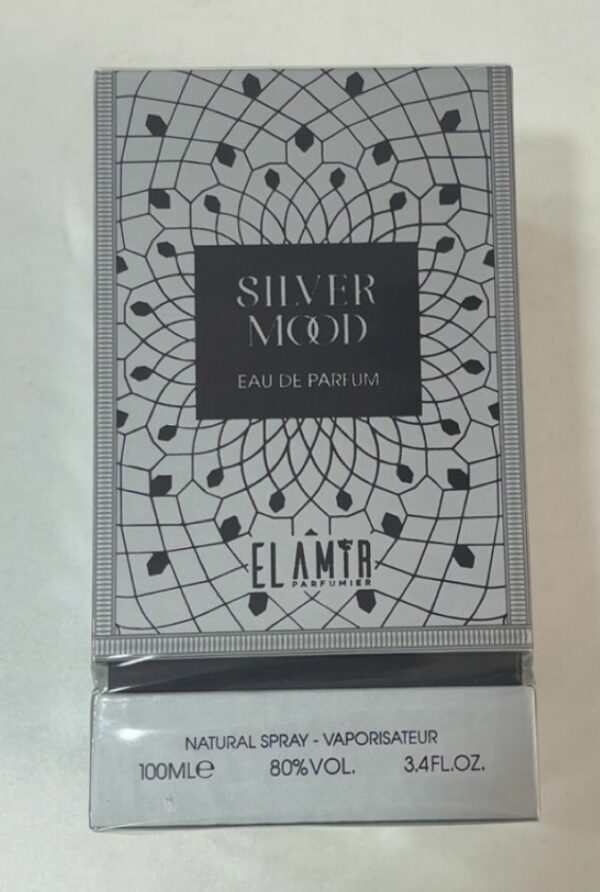 SILVER
MOOD
EAU DE PARFUM
EL AMIR
PARFUMIER
NATURAL SPRAY - VAPORISATEUR
100ML℮ 80%VOL. 3.4FL.OZ.